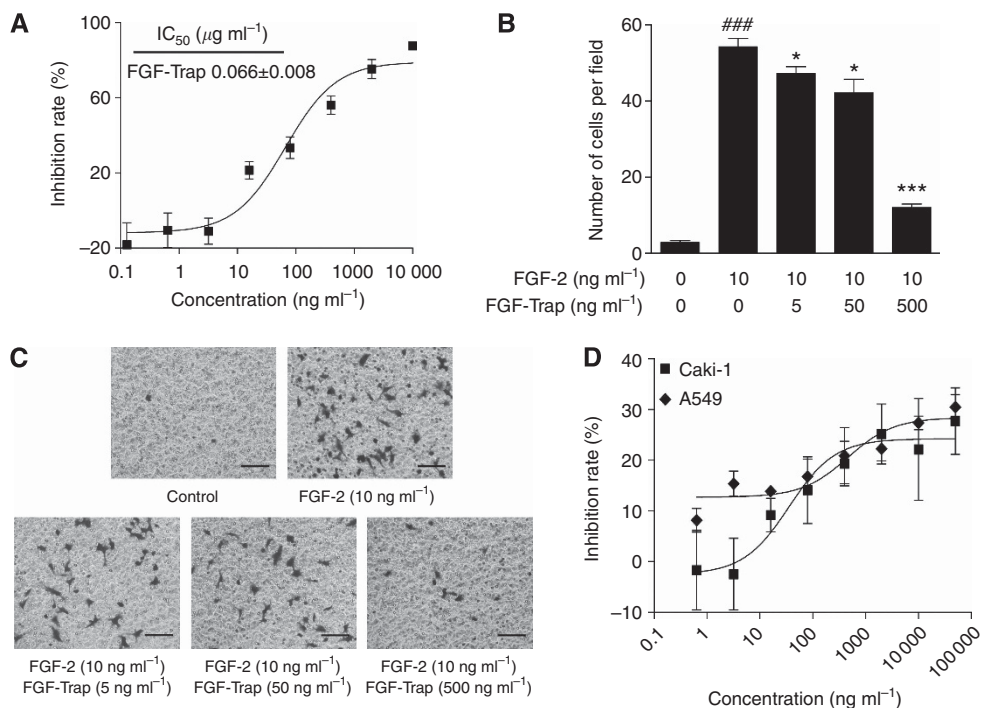 A
IC50 (μg ml–1)
FGF-Trap 0.066±0.008
Inhibition rate (%)
100
60
20
–20
0.1 1 10 100 1000 10 000
Concentration (ng ml–1)
B
Number of cells per field
60
40
20
0
###
*
*
***
FGF-2 (ng ml–1) 0 10 10 10 10
FGF-Trap (ng ml–1) 0 0 5 50 500
C
Control
FGF-2 (10 ng ml–1)
FGF-2 (10 ng ml–1)
FGF-Trap (5 ng ml–1)
FGF-2 (10 ng ml–1)
FGF-Trap (50 ng ml–1)
FGF-2 (10 ng ml–1)
FGF-Trap (500 ng ml–1)
D
Caki-1
A549
Inhibition rate (%)
40
30
20
10
0
–10
0.1 1 10 100 1000 10 000 100 000
Concentration (ng ml–1)